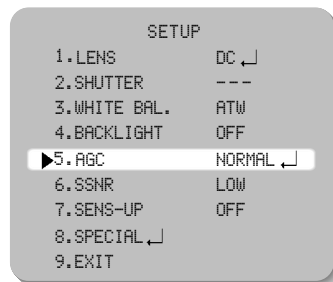 SETUP
1.LENS DC ↵
2.SHUTTER ---
3.WHITE BAL. ATW
4.BACKLIGHT OFF
▶5.AGC NORMAL ↵
6.SSNR LOW
7.SENS-UP OFF
8.SPECIAL ↵
9.EXIT